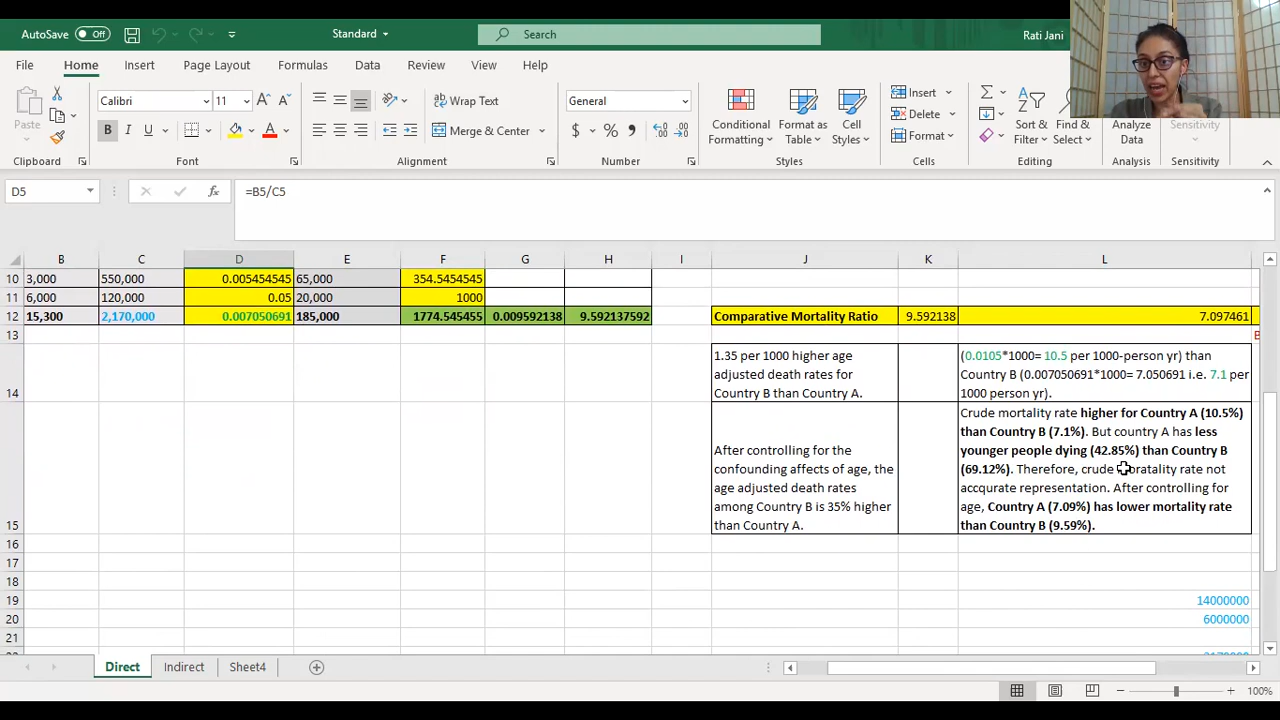 AutoSave Off Standard Search Rati Jani
File Home Insert Page Layout Formulas Data Review View Help
Calibri 11 Wrap Text General Insert
Paste Merge & Center Conditional Formatting Format as Table Cell Styles Delete Sort & Filter Find & Select Analyze Data Sensitivity
Format
Clipboard Font Alignment Number Styles Cells Editing Analysis Sensitivity
D5 fx =B5/C5
B C D E F G H I J K L
10 3,000 550,000 0.005454545 65,000 354.5454545
11 6,000 120,000 0.05 20,000 1000
12 15,300 2,170,000 0.007050691 185,000 1774.545455 0.009592138 9.592137592 Comparative Mortality Ratio 9.592138 7.097461
13
14
1.35 per 1000 higher age
adjusted death rates for
Country B than Country A.
(0.0105*1000= 10.5 per 1000-person yr) than
Country B (0.007050691*1000= 7.050691 i.e. 7.1 per
1000 person yr).
15
After controlling for the
confounding affects of age, the
age adjusted death rates
among Country B is 35% higher
than Country A.
Crude mortality rate higher for Country A (10.5%)
than Country B (7.1%). But country A has less
younger people dying (42.85%) than Country B
(69.12%). Therefore, crude rate not
accqurate representation. After controlling for
age, Country A (7.09%) has lower mortality rate
than Country B (9.59%).
16
17
18
19 14000000
20 6000000
21
Direct Indirect Sheet4
100%